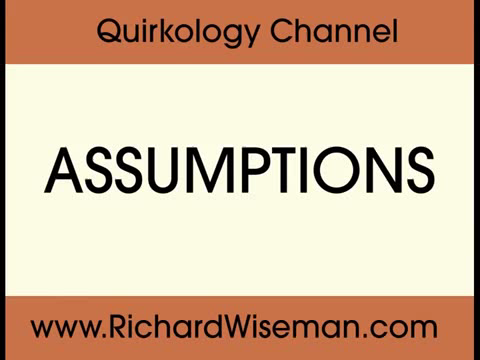 Quirkology Channel
ASSUMPTIONS
www.RichardWiseman.com